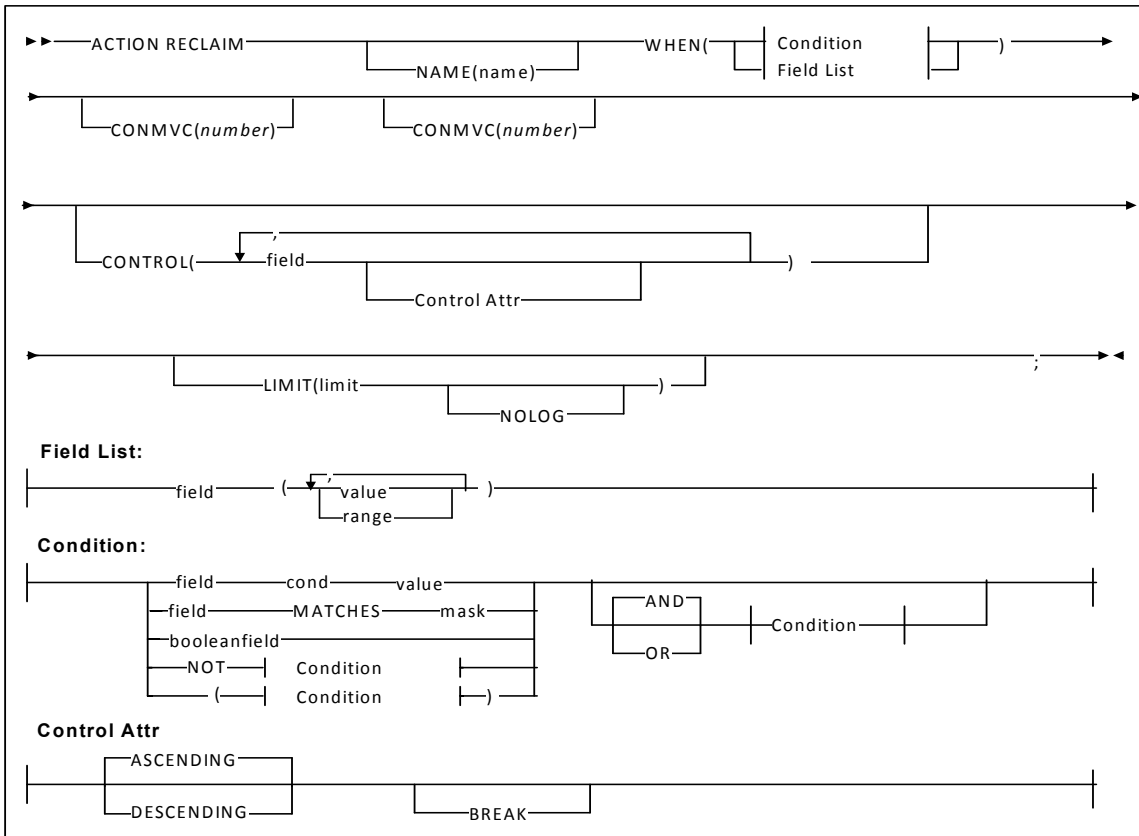 ACTION RECLAIM WHEN( Condition )
NAME(name) Field List
CONMVC(number) CONMVC(number)
,
CONTROL( field )
Control Attr
LIMIT(limit ) ;
NOLOG
Field List:
,
field ( value )
range
Condition:
field cond value AND
field MATCHES mask Condition
booleanfield OR
NOT Condition
( Condition )
Control Attr
ASCENDING
DESCENDING BREAK